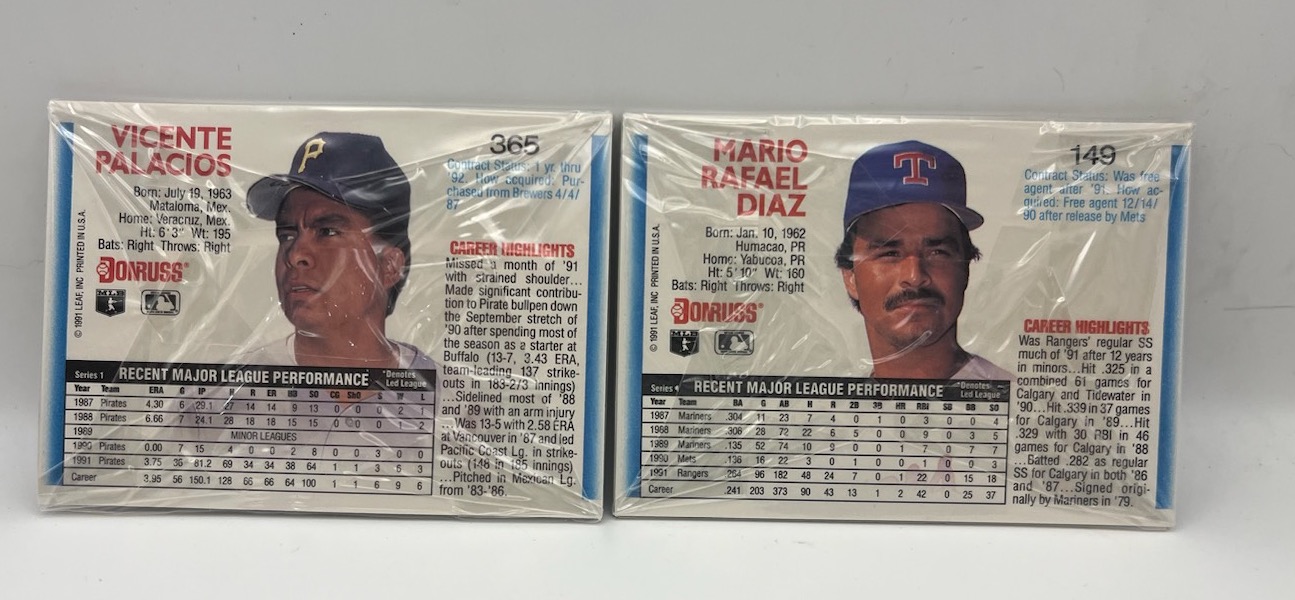 VICENTE
PALACIOS
Born: July 19, 1963
Mataloma, Mex.
Home: Veracruz, Mex.
Ht: 6'3" Wt: 195
Bats: Right Throws: Right
DONRUSS®
MLB
© 1991 LEAF, INC PRINTED IN U.S.A.
P
365
Contract Status: 1 yr. thru
'92. How acquired: Pur-
chased from Brewers 4/4/
87
CAREER HIGHLIGHTS
Missed a month of '91
with strained shoulder...
Made significant contribu-
tion to Pirate bullpen down
the September stretch of
'90 after spending most of
the season as a starter at
Buffalo (13-7, 3.43 ERA,
team-leading 137 strike-
outs in 183-2/3 innings)
...Sidelined most of '88
and '89 with an arm injury
...Was 13-5 with 2.58 ERA
at Vancouver in '87 and led
Pacific Coast Lg. in strike-
outs (148 in 185 innings)
...Pitched in Mexican Lg.
from '83-'86.
Series 1 RECENT MAJOR LEAGUE PERFORMANCE *Denotes
Led League
Year Team ERA G IP H R ER BB SO CG ShO S W L
1987 Pirates 4.30 6 29.1 27 14 14 9 13 0 0 0 2 1
1988 Pirates 6.66 7 24.1 28 18 18 15 15 0 0 0 1 2
1989 MINOR LEAGUES
1990 Pirates 0.00 7 15 4 0 0 2 8 0 0 3 0 0
1991 Pirates 3.75 36 81.2 69 34 34 38 64 1 1 3 6 3
Career 3.95 56 150.1 128 66 66 64 100 1 1 6 9 6
MARIO
RAFAEL
DIAZ
Born: Jan. 10, 1962
Humacao, PR
Home: Yabucoa, PR
Ht: 5'10" Wt: 160
Bats: Right Throws: Right
DONRUSS®
MLB
© 1991 LEAF, INC PRINTED IN U.S.A.
T
149
Contract Status: Was free
agent after '91. How ac-
quired: Free agent 12/14/
90 after release by Mets
CAREER HIGHLIGHTS
Was Rangers' regular SS
much of '91 after 12 years
in minors...Hit .325 in a
combined 61 games for
Calgary and Tidewater in
'90...Hit .339 in 37 games
for Calgary in '89...Hit
.329 with 30 RBI in 46
games for Calgary in '88
...Batted .282 as regular
SS for Calgary in both '86
and '87...Signed origi-
nally by Mariners in '79.
Series RECENT MAJOR LEAGUE PERFORMANCE *Denotes
Led League
Year Team BA G AB H R 2B 3B HR RBI SB BB SO
1987 Mariners .304 11 23 7 4 0 1 0 3 0 0 4
1988 Mariners .306 28 72 22 6 5 0 0 9 0 3 5
1989 Mariners .135 52 74 10 9 0 0 1 7 0 7 7
1990 Mets .136 16 22 3 0 1 0 0 1 0 0 3
1991 Rangers .264 96 182 48 24 7 0 1 22 0 15 18
Career .241 203 373 90 43 13 1 2 42 0 25 37